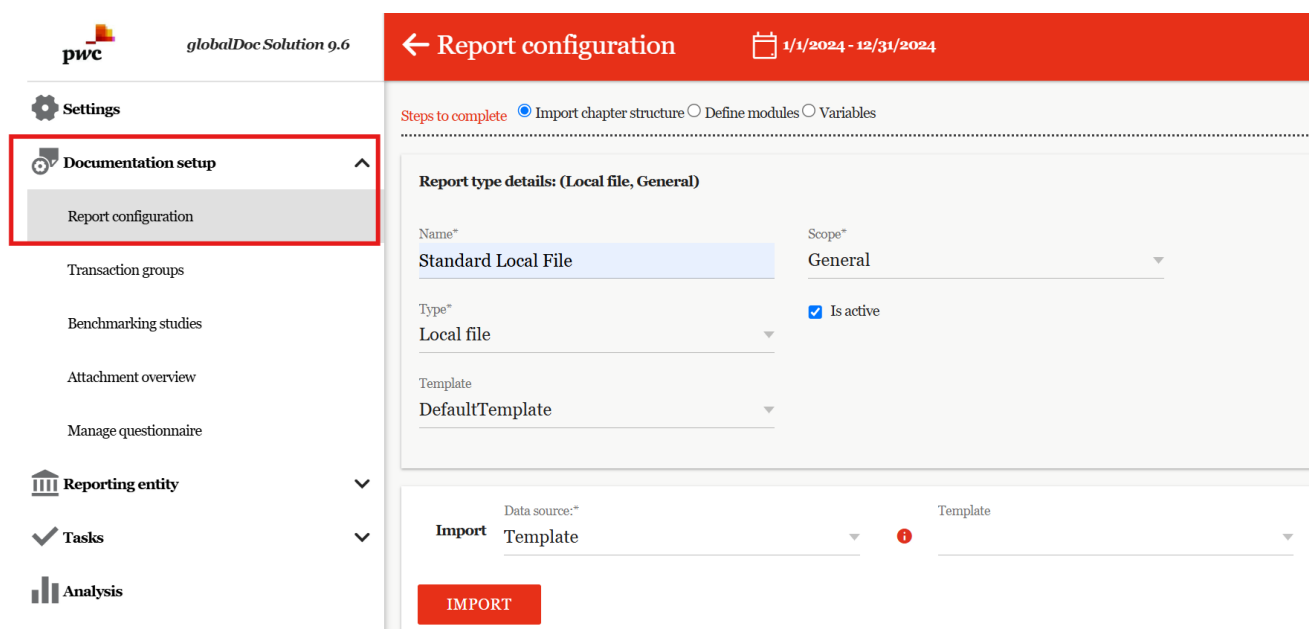 pwc
globalDoc Solution 9.6
Report configuration
1/1/2024 - 12/31/2024
Settings
Documentation setup
Report configuration
Transaction groups
Benchmarking studies
Attachment overview
Manage questionnaire
Reporting entity
Tasks
Analysis
Steps to complete Import chapter structure Define modules Variables
Report type details: (Local file, General)
Name* Scope*
Standard Local File General
Type*
Local file Is active
Template
DefaultTemplate
Data source:* Template
Import Template
IMPORT